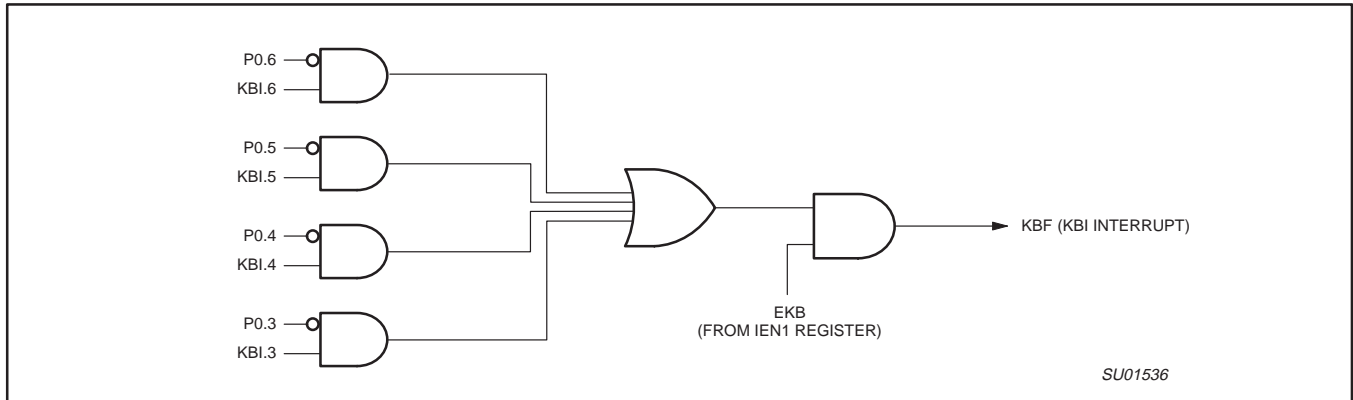 P0.6
KBI.6
P0.5
KBI.5
P0.4
KBI.4
P0.3
KBI.3
EKB
(FROM IEN1 REGISTER)
KBF (KBI INTERRUPT)
SU01536